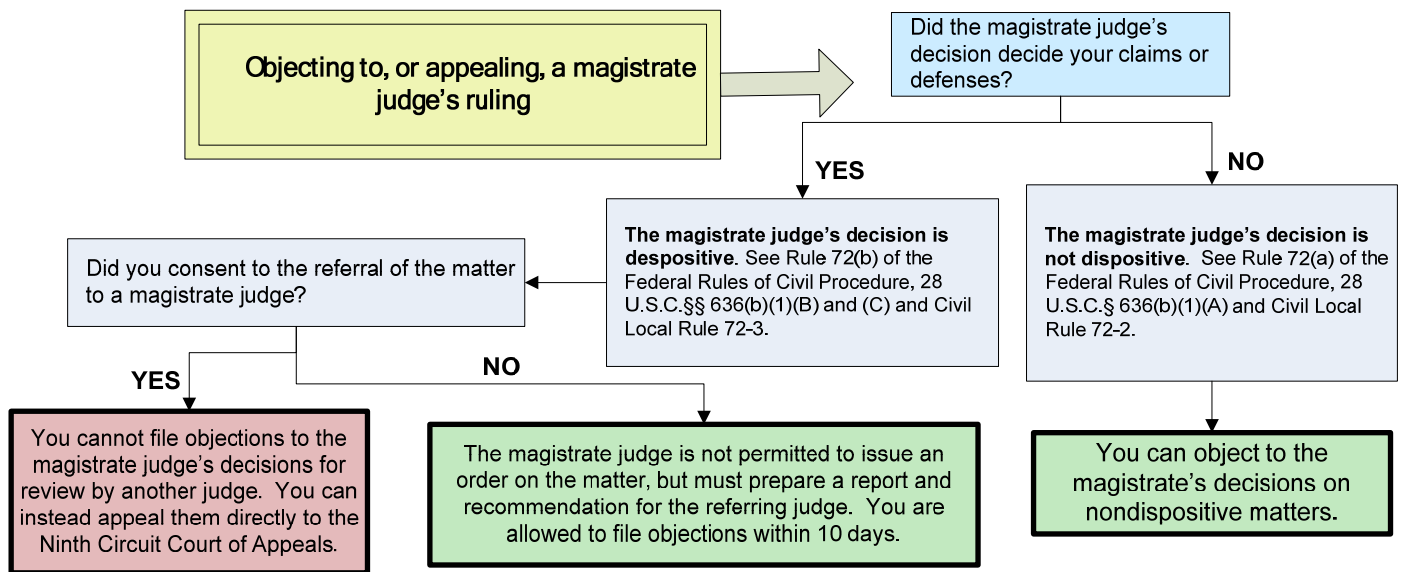 Objecting to, or appealing, a magistrate
judge's ruling
Did the magistrate judge's
decision decide your claims or
defenses?
YES
NO
The magistrate judge's decision is
despositive. See Rule 72(b) of the
Federal Rules of Civil Procedure, 28
U.S.C.§§ 636(b)(1)(B) and (C) and Civil
Local Rule 72-3.
The magistrate judge's decision is
not dispositive.  See Rule 72(a) of the
Federal Rules of Civil Procedure, 28
U.S.C.§ 636(b)(1)(A) and Civil Local
Rule 72-2.
Did you consent to the referral of the matter
to a magistrate judge?
YES
NO
You cannot file objections to the
magistrate judge's decisions for
review by another judge.  You can
instead appeal them directly to the
Ninth Circuit Court of Appeals.
The magistrate judge is not permitted to issue an
order on the matter, but must prepare a report and
recommendation for the referring judge.  You are
allowed to file objections within 10 days.
You can object to the
magistrate's decisions on
nondispositive matters.